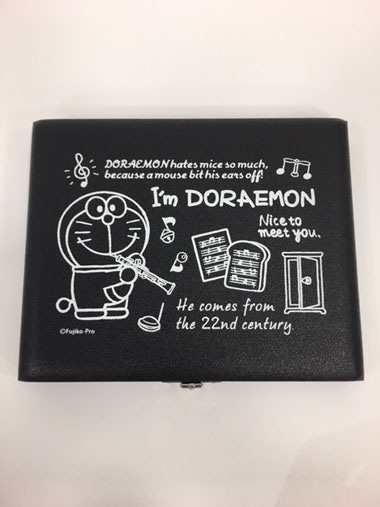 DORAEMON hates mice so much,
because a mouse bit his ears off!
I'm DORAEMON
Nice to
meet you.
He comes from
the 22nd century.
©Fujiko-Pro